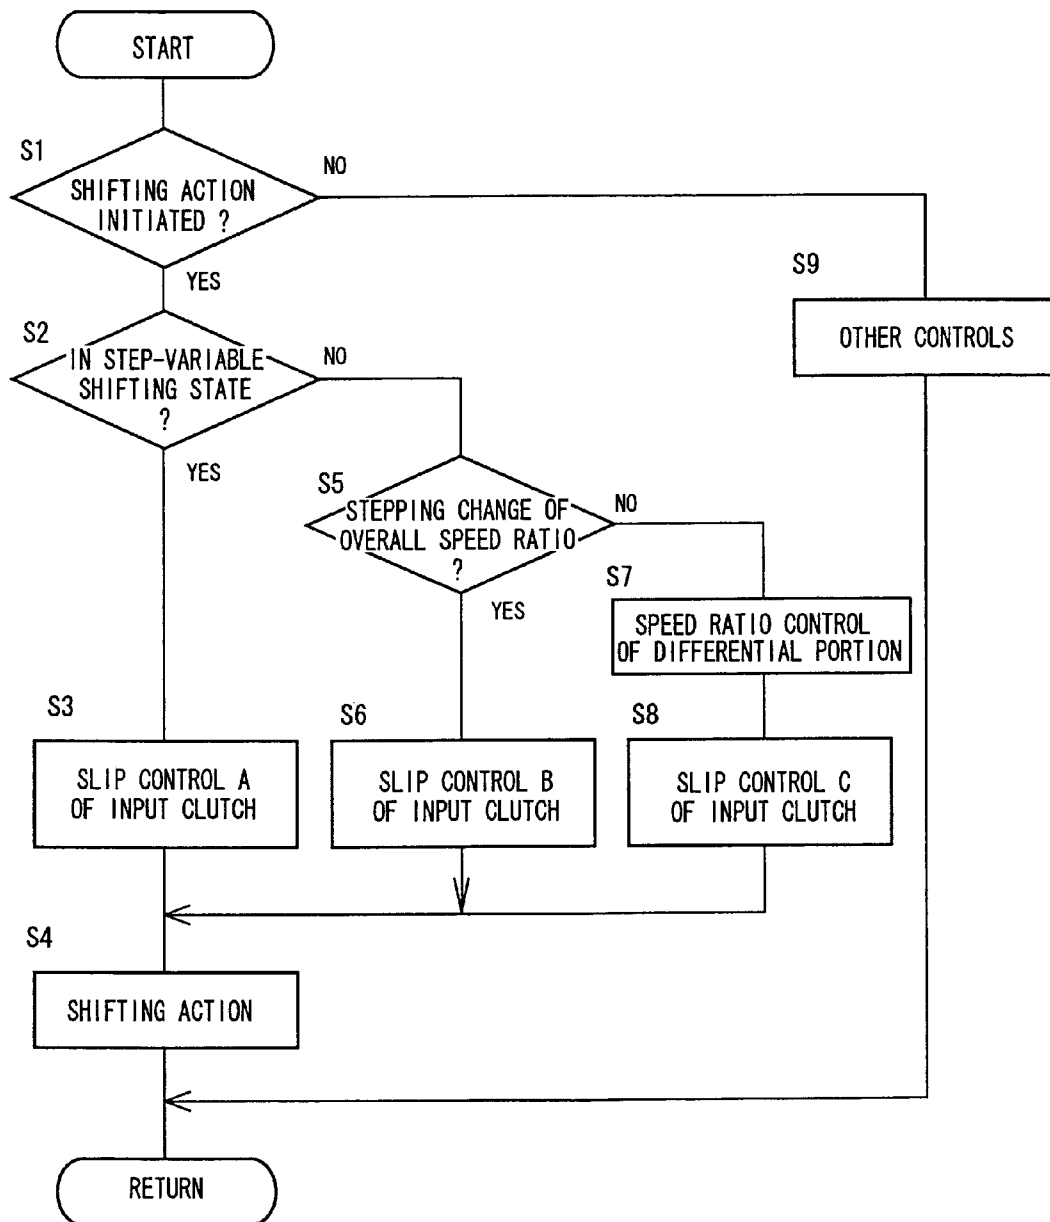 START
S1
SHIFTING ACTION
INITIATED ?
NO
YES
S2
IN STEP-VARIABLE
SHIFTING STATE
?
NO
YES
S9
OTHER CONTROLS
S5
STEPPING CHANGE OF
OVERALL SPEED RATIO
?
NO
YES
S7
SPEED RATIO CONTROL
OF DIFFERENTIAL PORTION
S3
SLIP CONTROL A
OF INPUT CLUTCH
S6
SLIP CONTROL B
OF INPUT CLUTCH
S8
SLIP CONTROL C
OF INPUT CLUTCH
S4
SHIFTING ACTION
RETURN